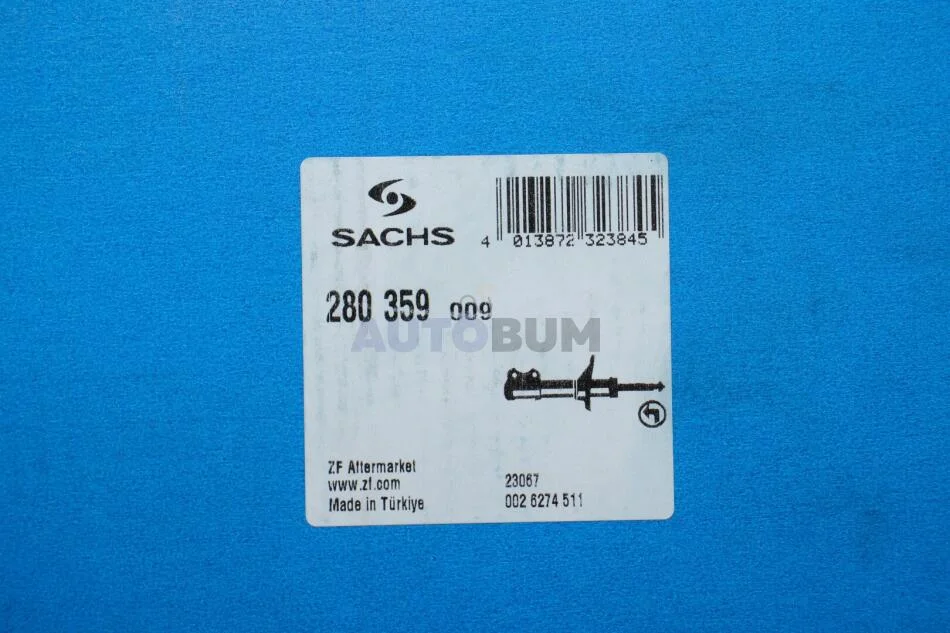 SACHS
4 013872 323845
280 359 009
AUTOBUM
ZF Aftermarket
www.zf.com
Made in Türkiye
23067
002 6274 511